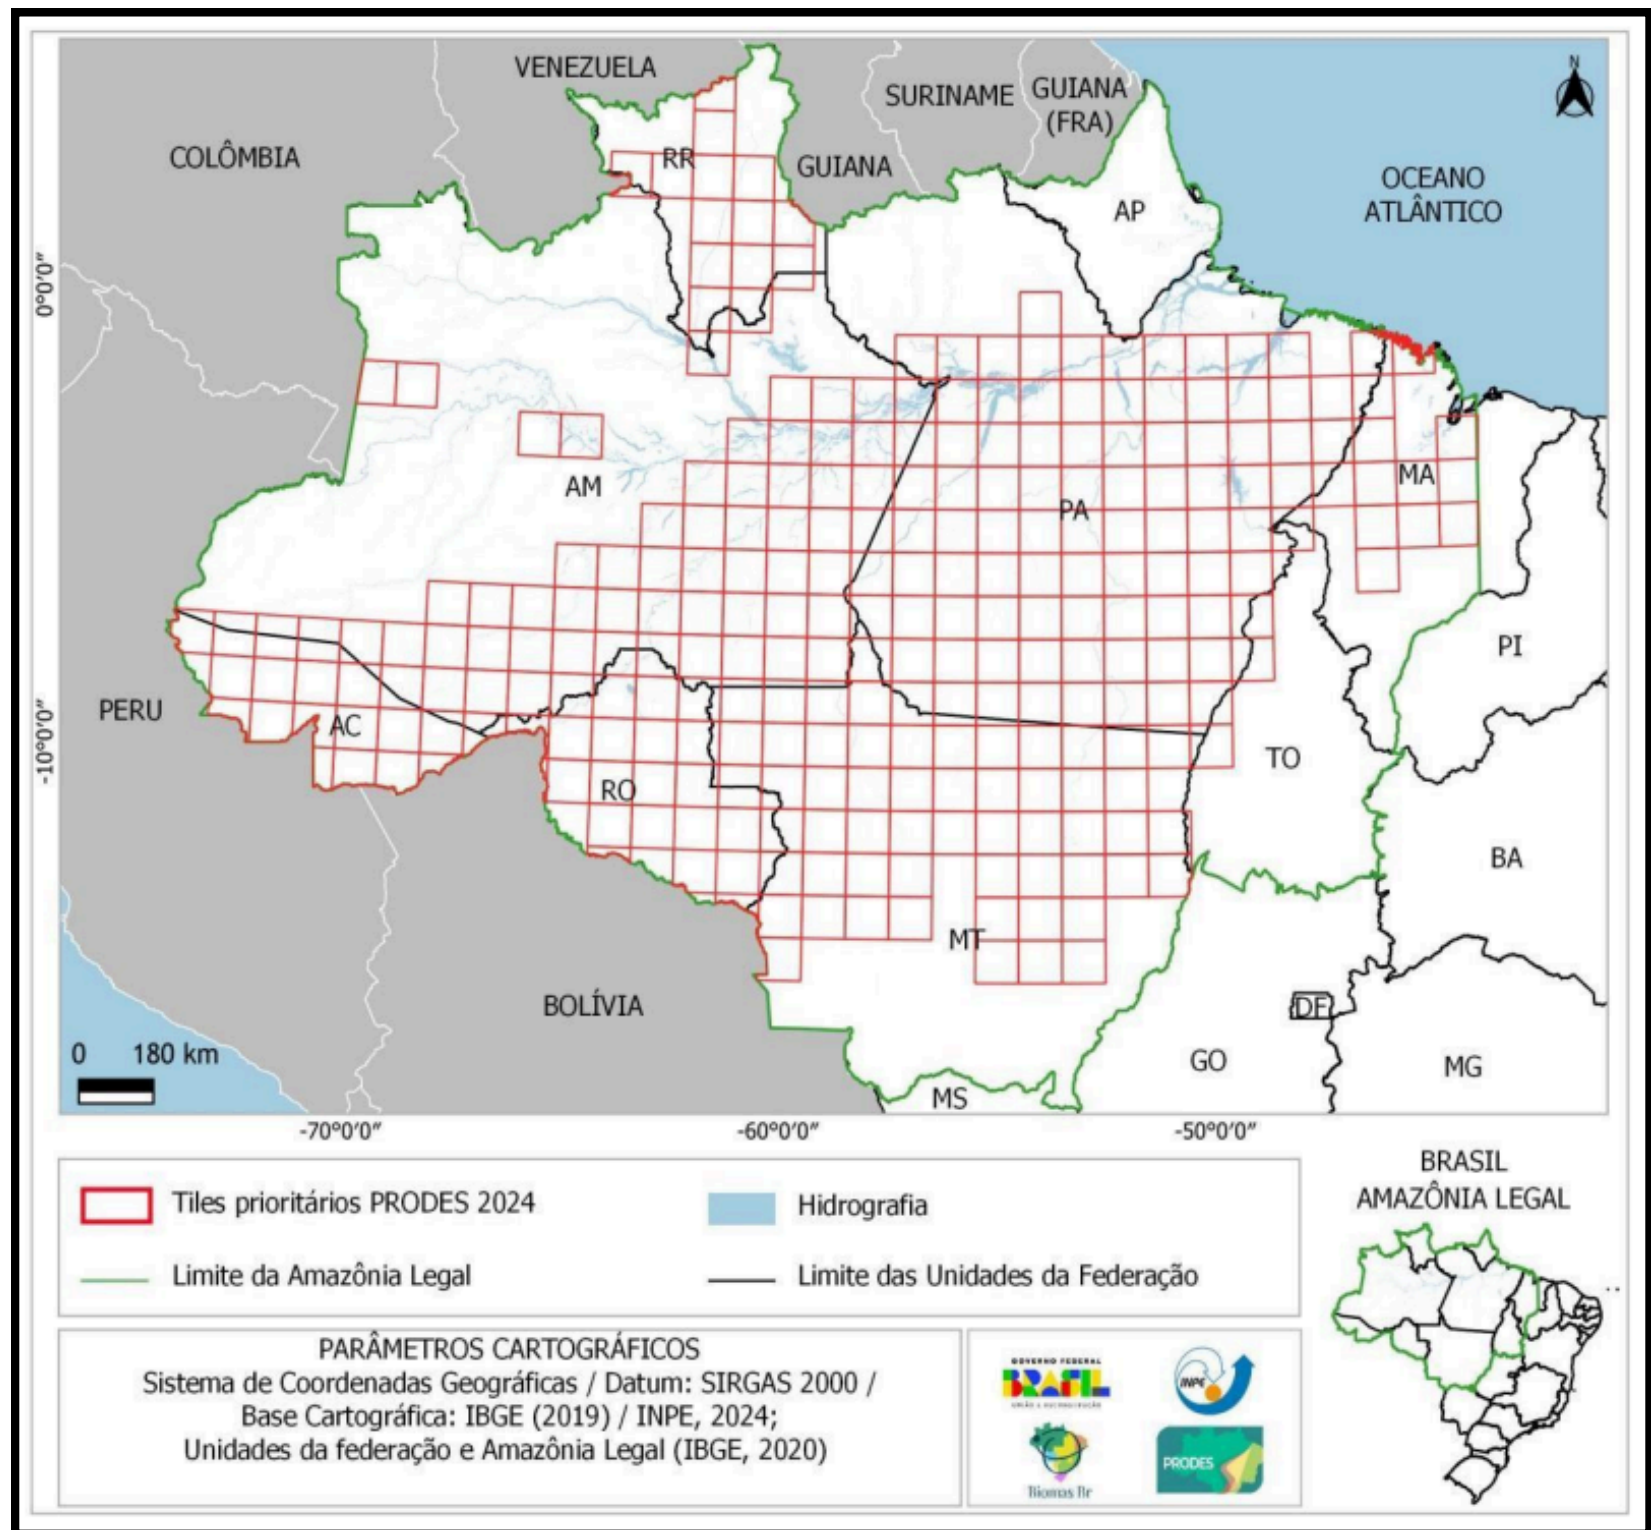 VENEZUELA
SURINAME
GUIANA
(FRA)
N
COLÔMBIA
RR
GUIANA
OCEANO
ATLÂNTICO
AP
0°0'0"
AM
PA
MA
PI
PERU
AC
-10°0'0"
TO
RO
BA
MT
BOLÍVIA
DF
0 180 km
GO
MG
MS
-70°0'0"
-60°0'0"
-50°0'0"
Tiles prioritários PRODES 2024
Hidrografia
Limite da Amazônia Legal
Limite das Unidades da Federação
BRASIL
AMAZÔNIA LEGAL
PARÂMETROS CARTOGRÁFICOS
Sistema de Coordenadas Geográficas / Datum: SIRGAS 2000 /
Base Cartográfica: IBGE (2019) / INPE, 2024;
Unidades da federação e Amazônia Legal (IBGE, 2020)
GOVERNO FEDERAL
BRASIL
UNIÃO E RECONSTRUÇÃO
INPE
Biomas Br
PRODES